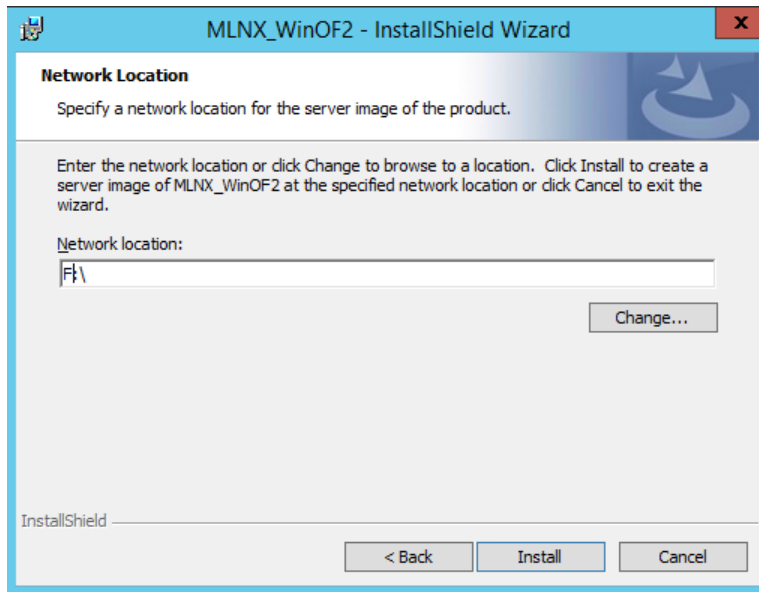 MLNX_WinOF2 - InstallShield Wizard
x
Network Location
Specify a network location for the server image of the product.
Enter the network location or click Change to browse to a location. Click Install to create a
server image of MLNX_WinOF2 at the specified network location or click Cancel to exit the
wizard.
Network location:
F:\
Change...
InstallShield
< Back
Install
Cancel